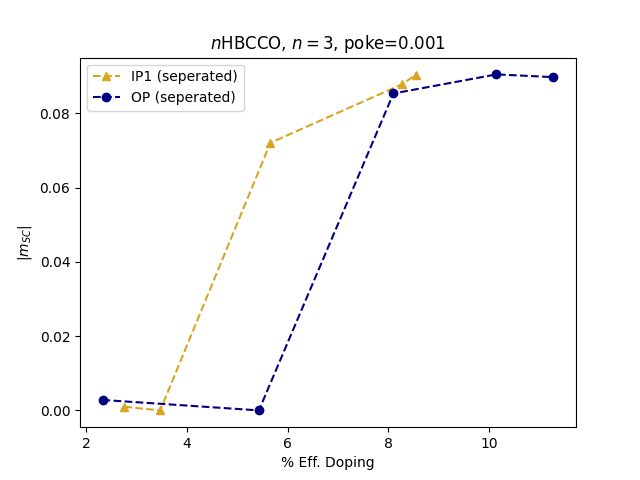 nHBCCO, n = 3, poke=0.001
IP1 (seperated)
OP (seperated)
|m_SC|
0.08
0.06
0.04
0.02
0.00
2 4 6 8 10
% Eff. Doping